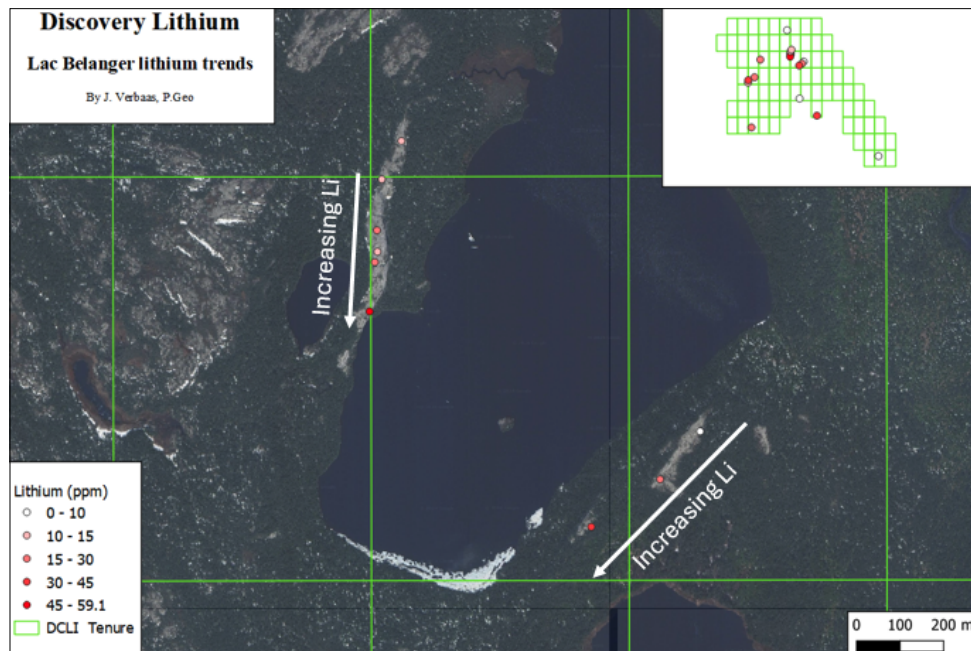 Discovery Lithium
Lac Belanger lithium trends
By J. Verbaas, P.Geo
Increasing Li
Increasing Li
Lithium (ppm)
0 - 10
10 - 15
15 - 30
30 - 45
45 - 59.1
DCLI Tenure
0 100 200 m